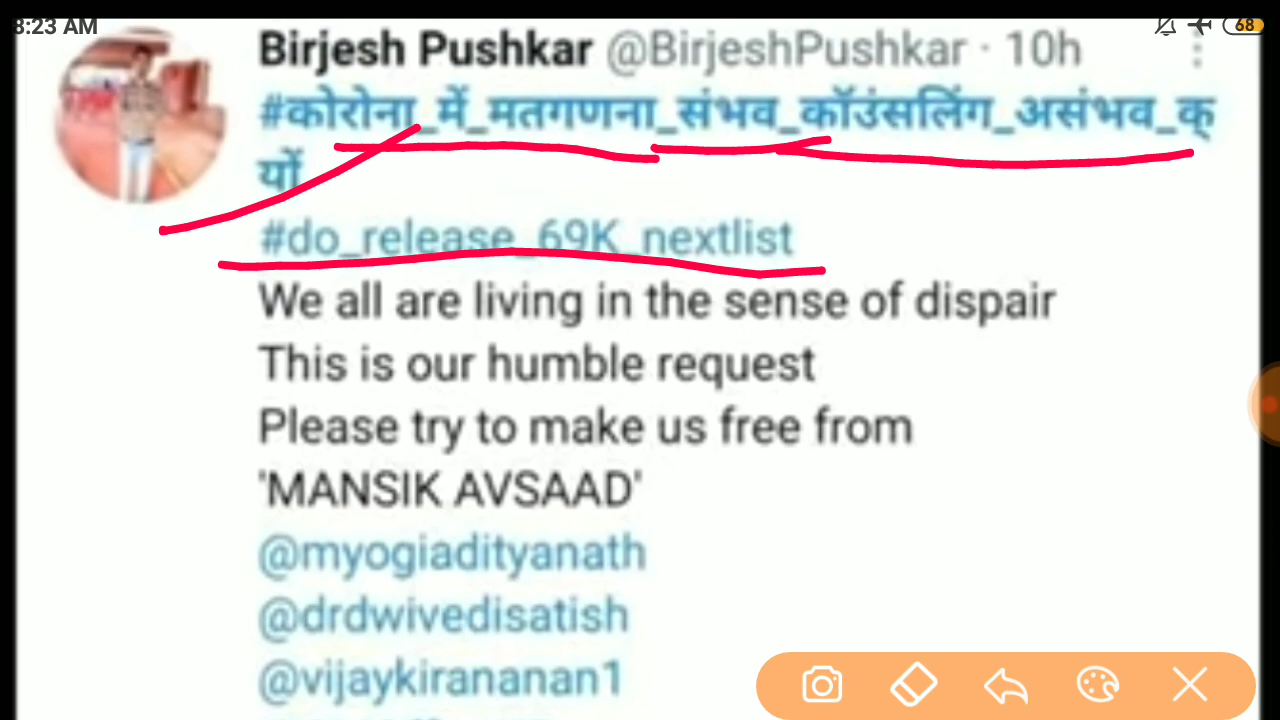 8:23 AM
68
Birjesh Pushkar @BirjeshPushkar · 10h
#कोरोना_में_मतगणना_संभव_कॉउंसलिंग_असंभव_क्
यों
#do_release_69K_nextlist
We all are living in the sense of dispair
This is our humble request
Please try to make us free from
'MANSIK AVSAAD'
@myogiadityanath
@drdwivedisatish
@vijaykirananan1